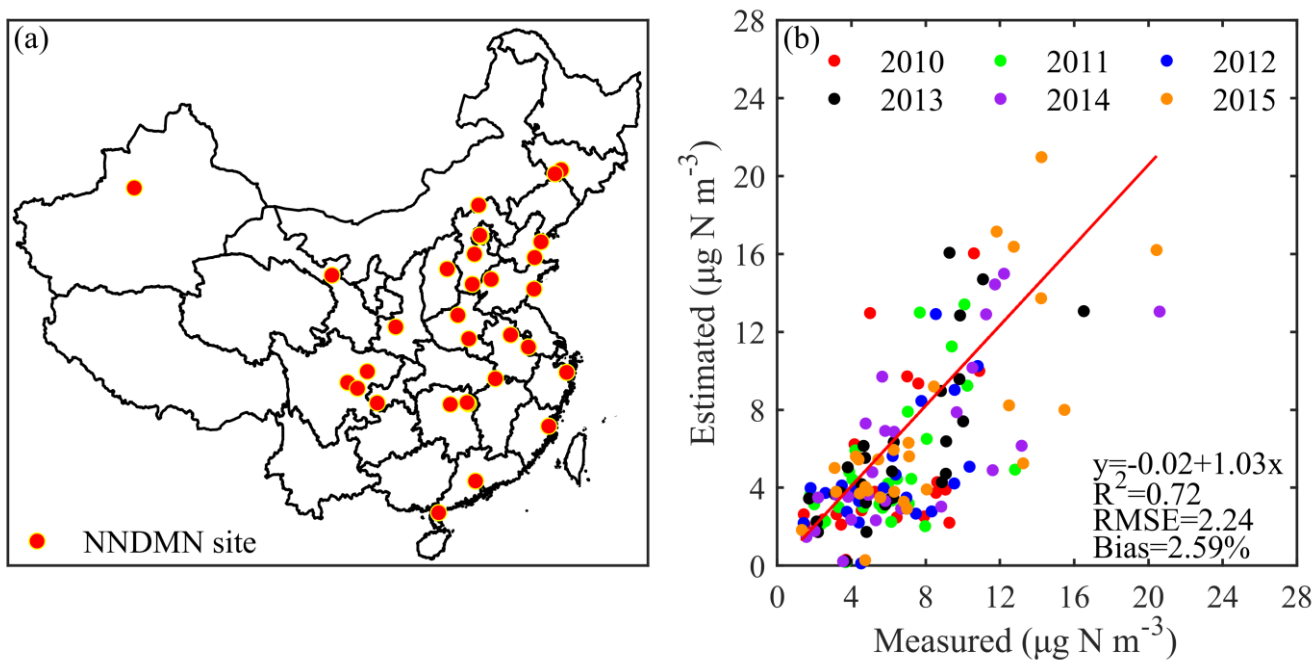 (a)
NNDMN site
(b)
2010 2011 2012
2013 2014 2015
28
24
20
16
12
8
4
0
Estimated (μg N m⁻³)
y=-0.02+1.03x
R²=0.72
RMSE=2.24
Bias=2.59%
0 4 8 12 16 20 24 28
Measured (μg N m⁻³)